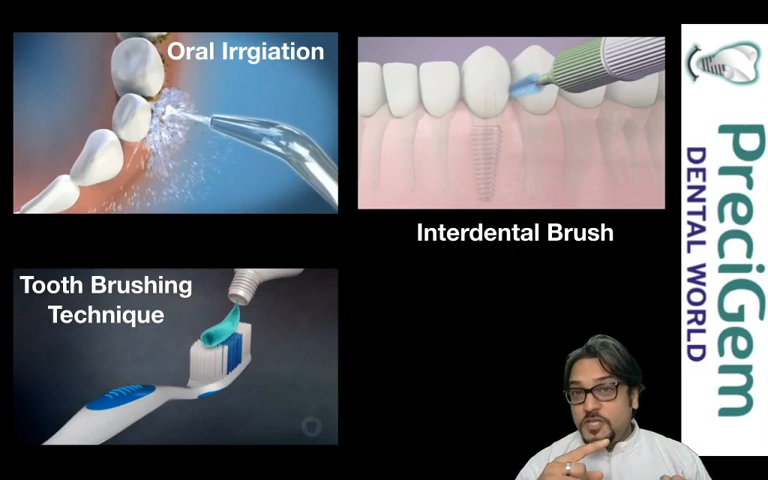 Oral Irrgiation
Interdental Brush
Tooth Brushing
Technique
PreciGem
DENTAL WORLD